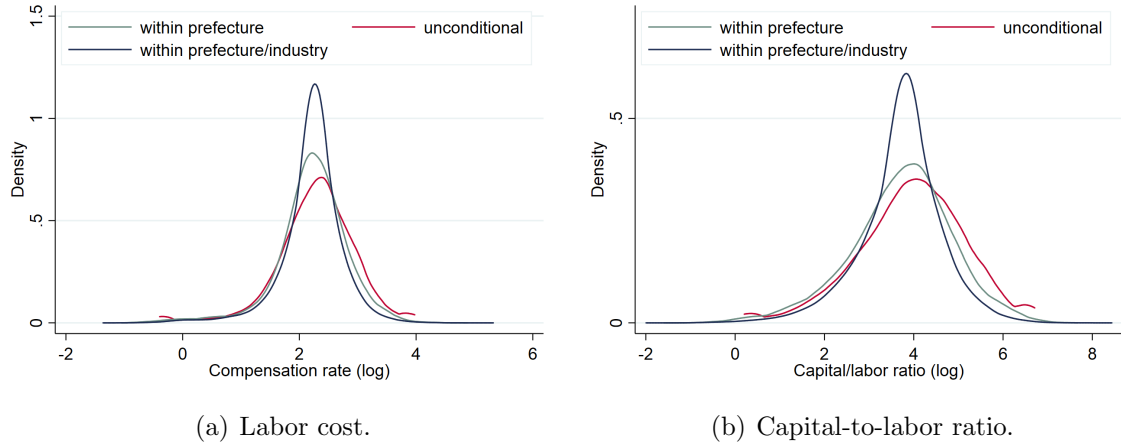 within prefecture
unconditional
within prefecture/industry
1.5
1
.5
0
Density
-2
0
2
4
6
Compensation rate (log)
(a) Labor cost.
within prefecture
unconditional
within prefecture/industry
.5
0
Density
-2
0
2
4
6
8
Capital/labor ratio (log)
(b) Capital-to-labor ratio.